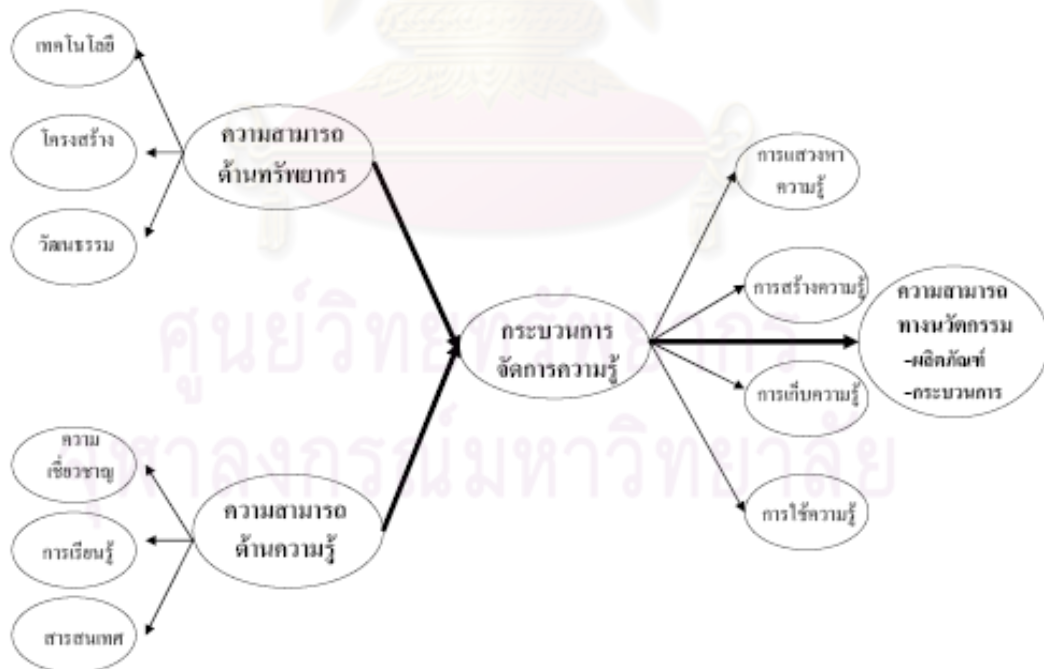 เทคโนโลยี
โครงสร้าง
วัฒนธรรม
ความสามารถ
ด้านทรัพยากร
ความ
เชี่ยวชาญ
การเรียนรู้
สารสนเทศ
ความสามารถ
ด้านความรู้
กระบวนการ
จัดการความรู้
การแสวงหา
ความรู้
การสร้างความรู้
การเก็บความรู้
การใช้ความรู้
ความสามารถ
ทางนวัตกรรม
-ผลิตภัณฑ์
-กระบวนการ
ศูนย์วิทยทรัพยากร
จุฬาลงกรณ์มหาวิทยาลัย